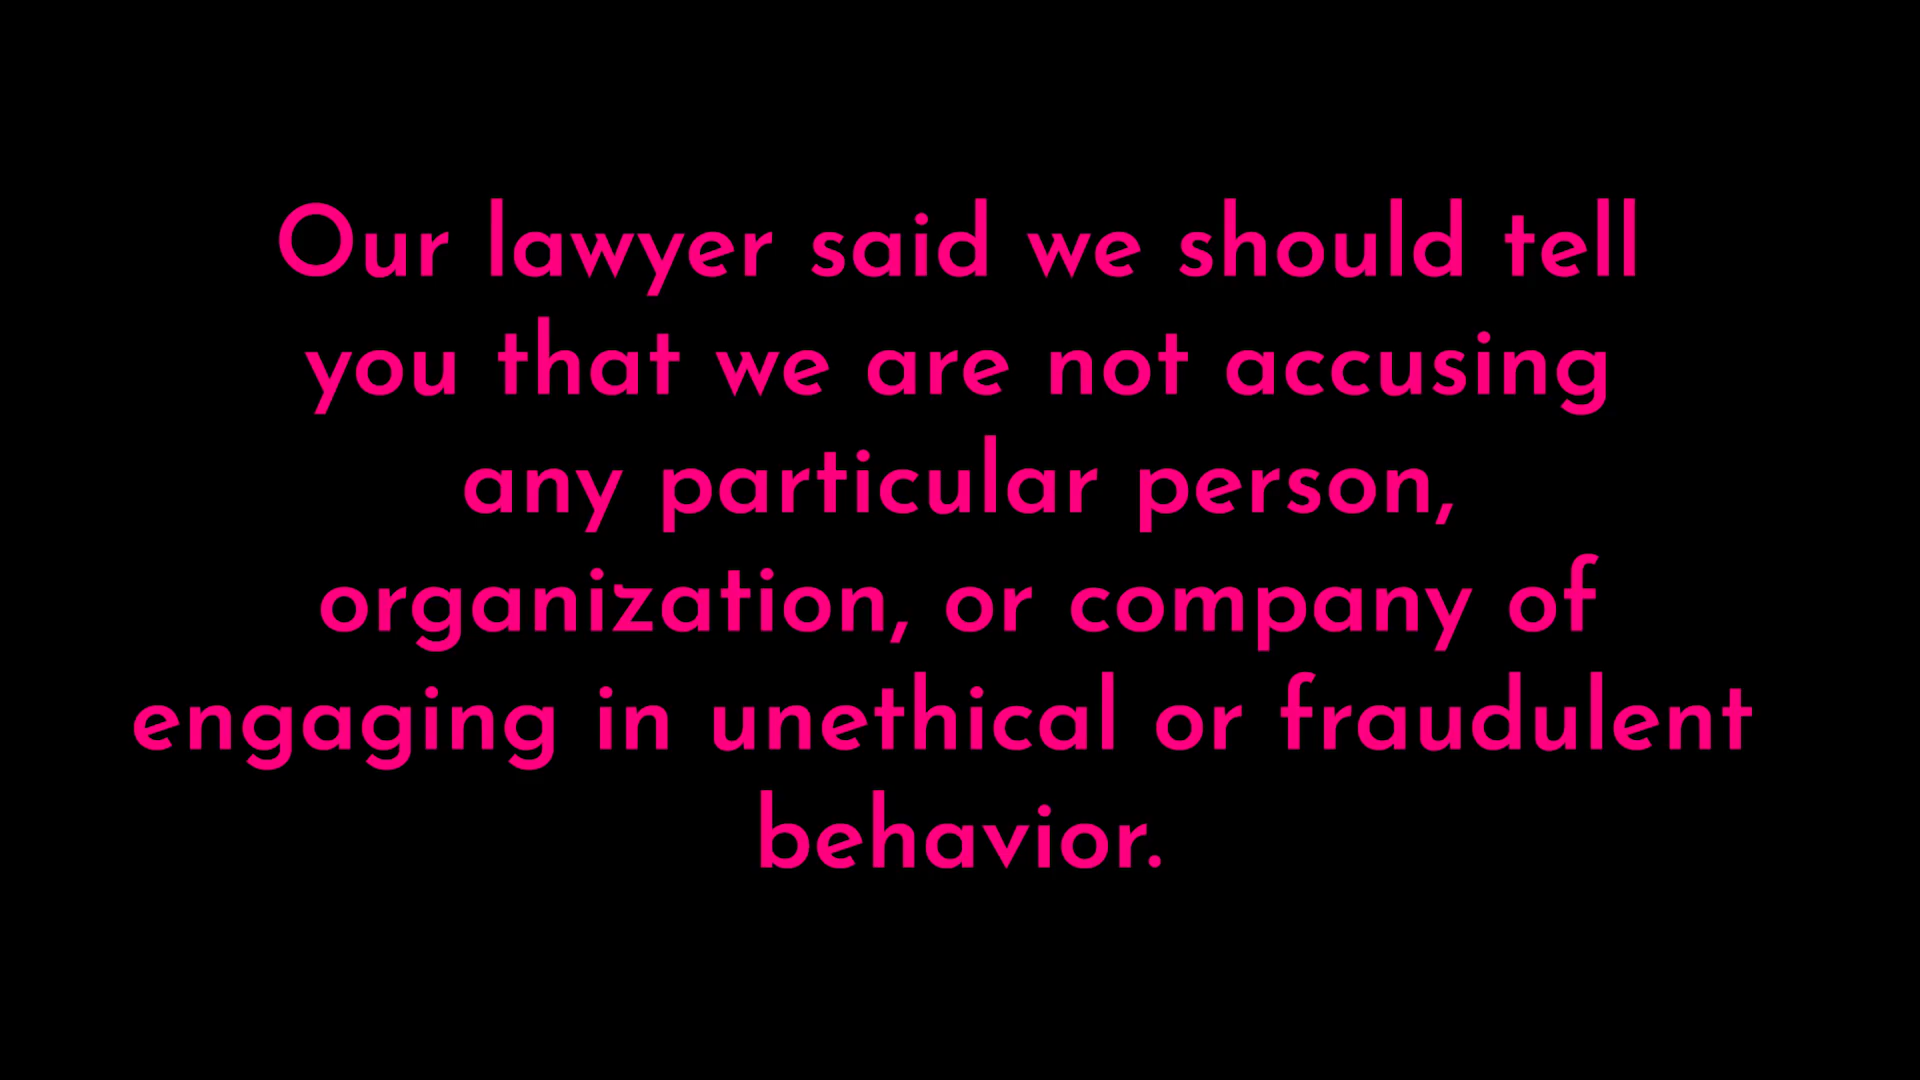 Our lawyer said we should tell
you that we are not accusing
any particular person,
organization, or company of
engaging in unethical or fraudulent
behavior.